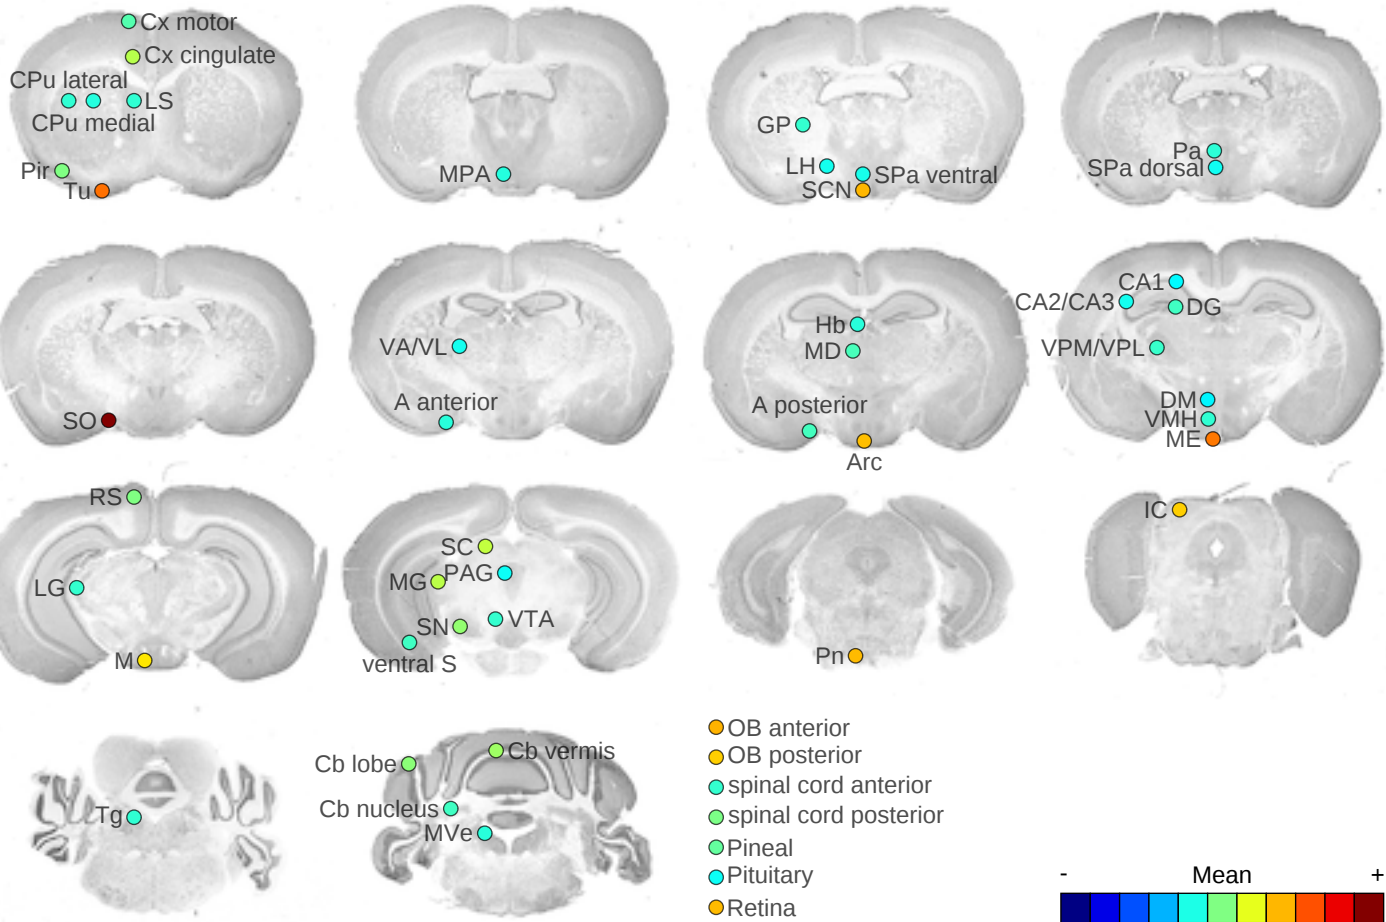 Cx motor
Cx cingulate
CPu lateral
LS
CPu medial
Pir
Tu
MPA
GP
LH
SPa ventral
SCN
Pa
SPa dorsal
SO
VA/VL
A anterior
Hb
MD
A posterior
Arc
CA1
CA2/CA3
DG
VPM/VPL
DM
VMH
ME
RS
LG
M
SC
PAG
MG
VTA
SN
ventral S
Pn
IC
Tg
Cb vermis
Cb lobe
Cb nucleus
MVe
OB anterior
OB posterior
spinal cord anterior
spinal cord posterior
Pineal
Pituitary
Retina
- Mean +